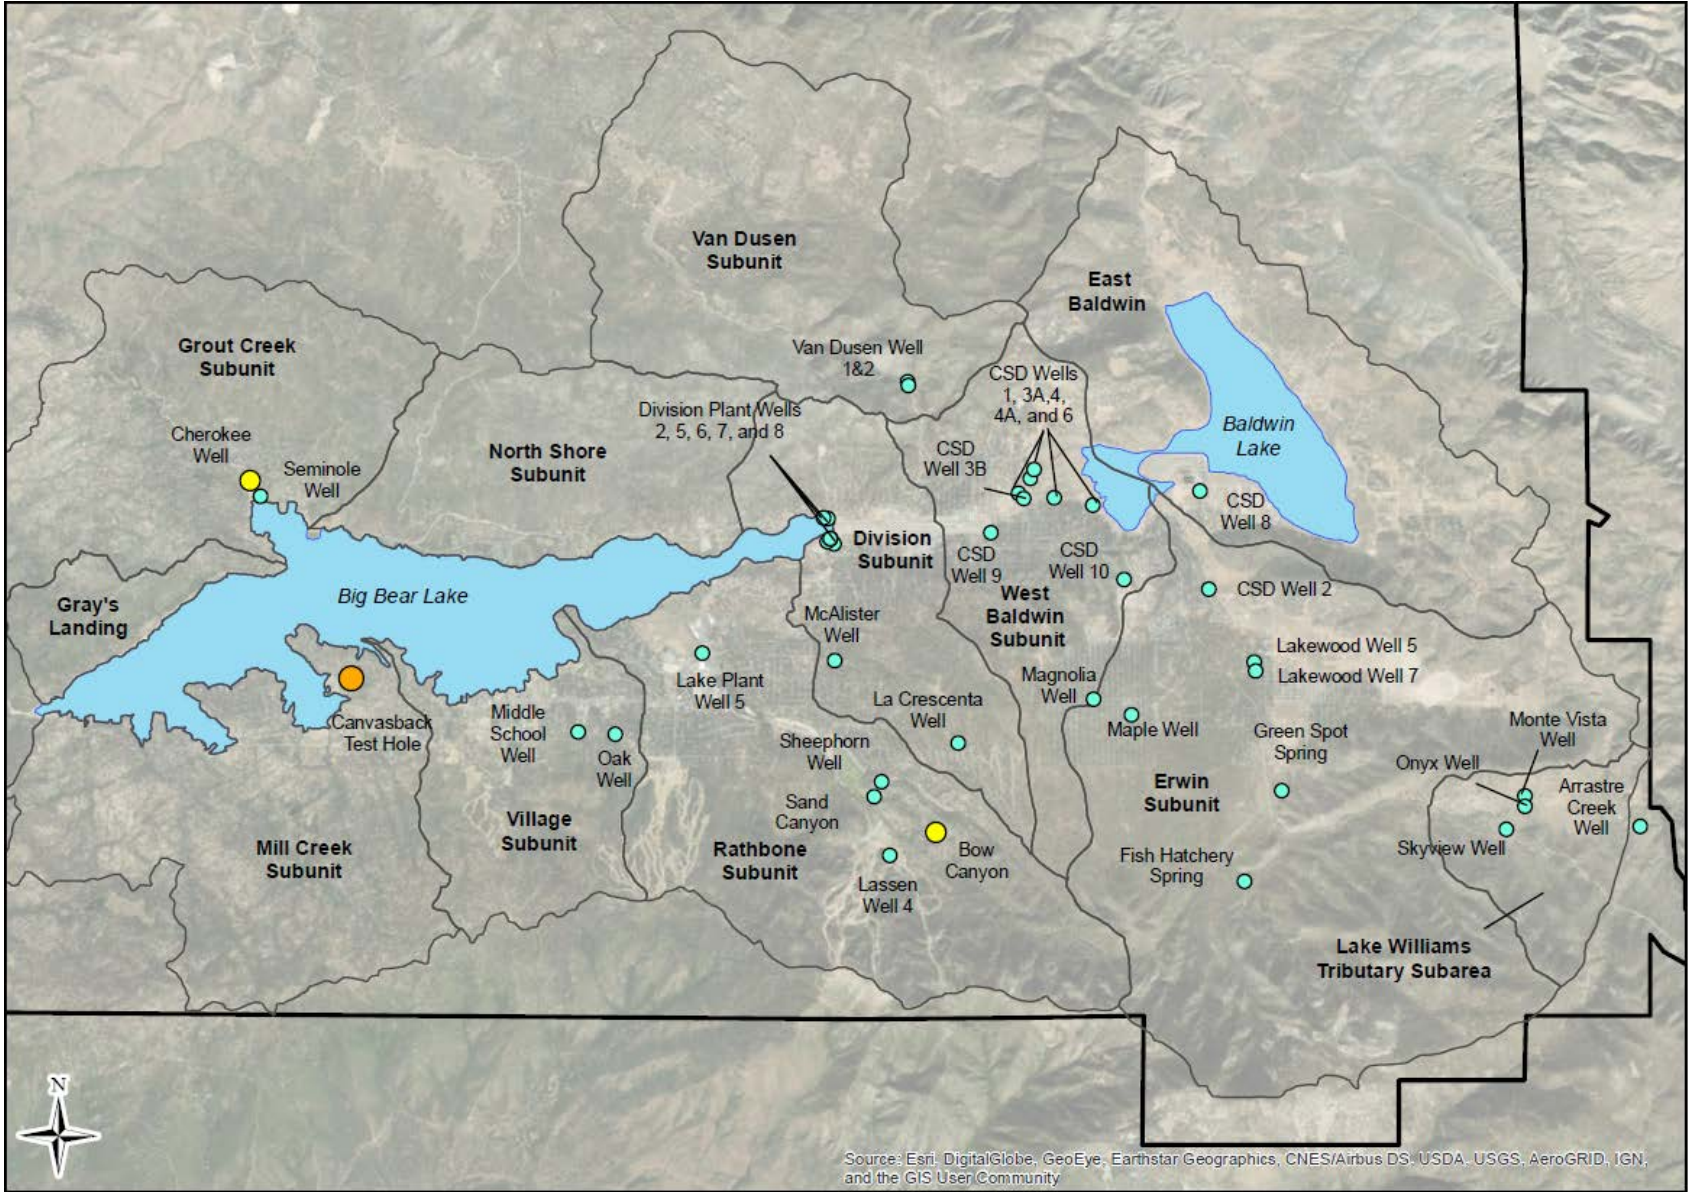 Van Dusen
Subunit
East
Baldwin
Grout Creek
Subunit
Van Dusen Well
1&2
CSD Wells
1, 3A,4,
4A, and 6
Division Plant Wells
2, 5, 6, 7, and 8
Baldwin
Lake
Cherokee
Well
North Shore
Subunit
CSD
Well 3B
Seminole
Well
CSD
Well 8
Division
Subunit
CSD
Well 9
CSD
Well 10
CSD Well 2
Big Bear Lake
Gray's
Landing
West
Baldwin
Subunit
McAlister
Well
Lakewood Well 5
Lakewood Well 7
Lake Plant
Well 5
Magnolia
Well
La Crescenta
Well
Canvasback
Test Hole
Middle
School
Well
Oak
Well
Maple Well
Green Spot
Spring
Monte Vista
Well
Sheephorn
Well
Onyx Well
Arrastre
Creek
Well
Erwin
Subunit
Sand
Canyon
Village
Subunit
Mill Creek
Subunit
Rathbone
Subunit
Bow
Canyon
Skyview Well
Fish Hatchery
Spring
Lassen
Well 4
Lake Williams
Tributary Subarea
N
Source: Esri, DigitalGlobe, GeoEye, Earthstar Geographics, CNES/Airbus DS, USDA, USGS, AeroGRID, IGN,
and the GIS User Community